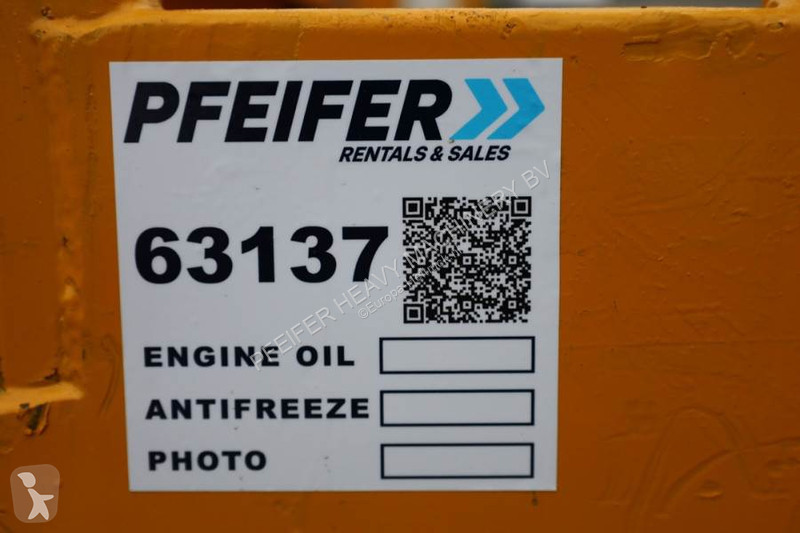 PFEIFER
RENTALS & SALES
63137
ENGINE OIL
ANTIFREEZE
PHOTO
PFEIFER HEAVY MACHINERY BV